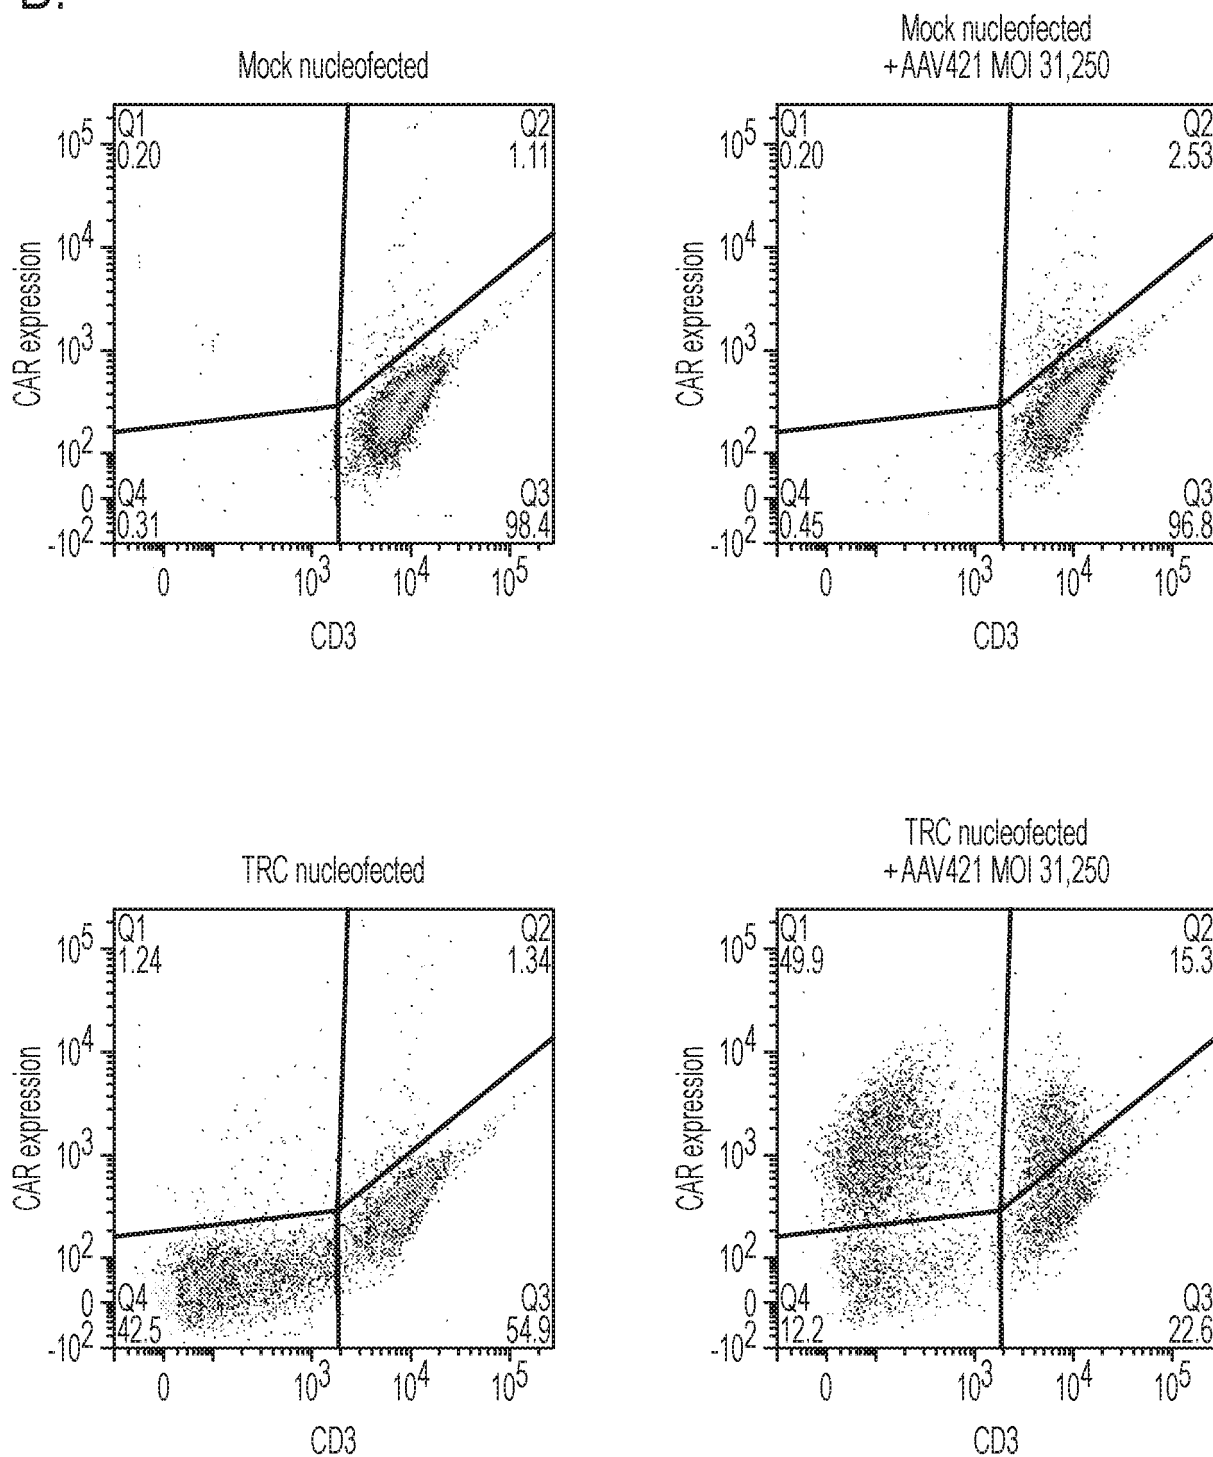 B.
Mock nucleofected
Q1
0.20
Q2
1.11
Q4
0.31
Q3
98.4
10^5
10^4
10^3
10^2
0
-10^2
CAR expression
0
10^3
10^4
10^5
CD3
Mock nucleofected
+AAV421 MOI 31,250
Q1
0.20
Q2
2.53
Q4
0.45
Q3
96.8
10^5
10^4
10^3
10^2
0
-10^2
CAR expression
0
10^3
10^4
10^5
CD3
TRC nucleofected
Q1
1.24
Q2
1.34
Q4
42.5
Q3
54.9
10^5
10^4
10^3
10^2
0
-10^2
CAR expression
0
10^3
10^4
10^5
CD3
TRC nucleofected
+AAV421 MOI 31,250
Q1
49.9
Q2
15.3
Q4
12.2
Q3
22.6
10^5
10^4
10^3
10^2
0
-10^2
CAR expression
0
10^3
10^4
10^5
CD3